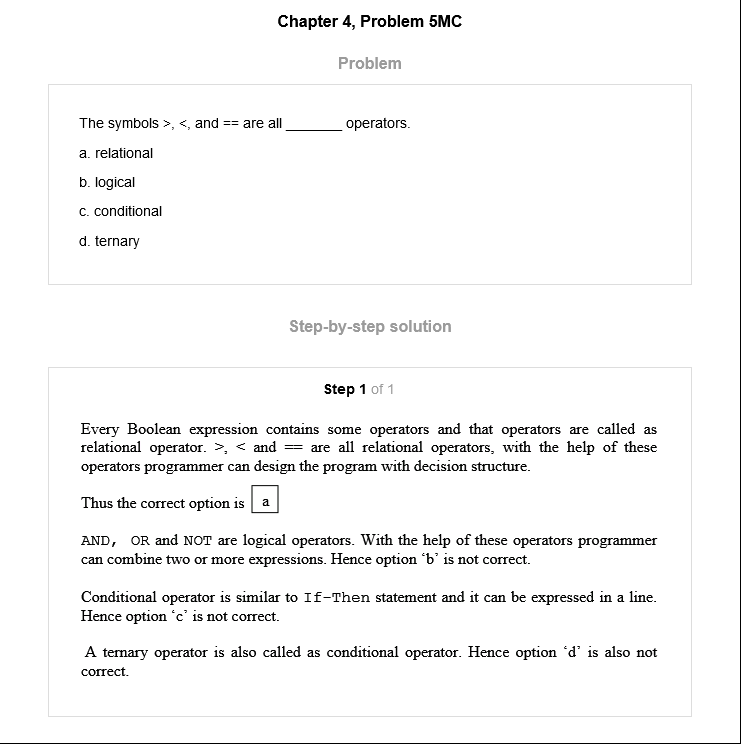 Chapter 4, Problem 5MC
Problem
The symbols >, <, and == are all _______ operators.
a. relational
b. logical
c. conditional
d. ternary
Step-by-step solution
Step 1 of 1
Every Boolean expression contains some operators and that operators are called as
relational operator. >, < and == are all relational operators, with the help of these
operators programmer can design the program with decision structure.
Thus the correct option is a
AND, OR and NOT are logical operators. With the help of these operators programmer
can combine two or more expressions. Hence option ‘b’ is not correct.
Conditional operator is similar to If-Then statement and it can be expressed in a line.
Hence option ‘c’ is not correct.
A ternary operator is also called as conditional operator. Hence option ‘d’ is also not
correct.